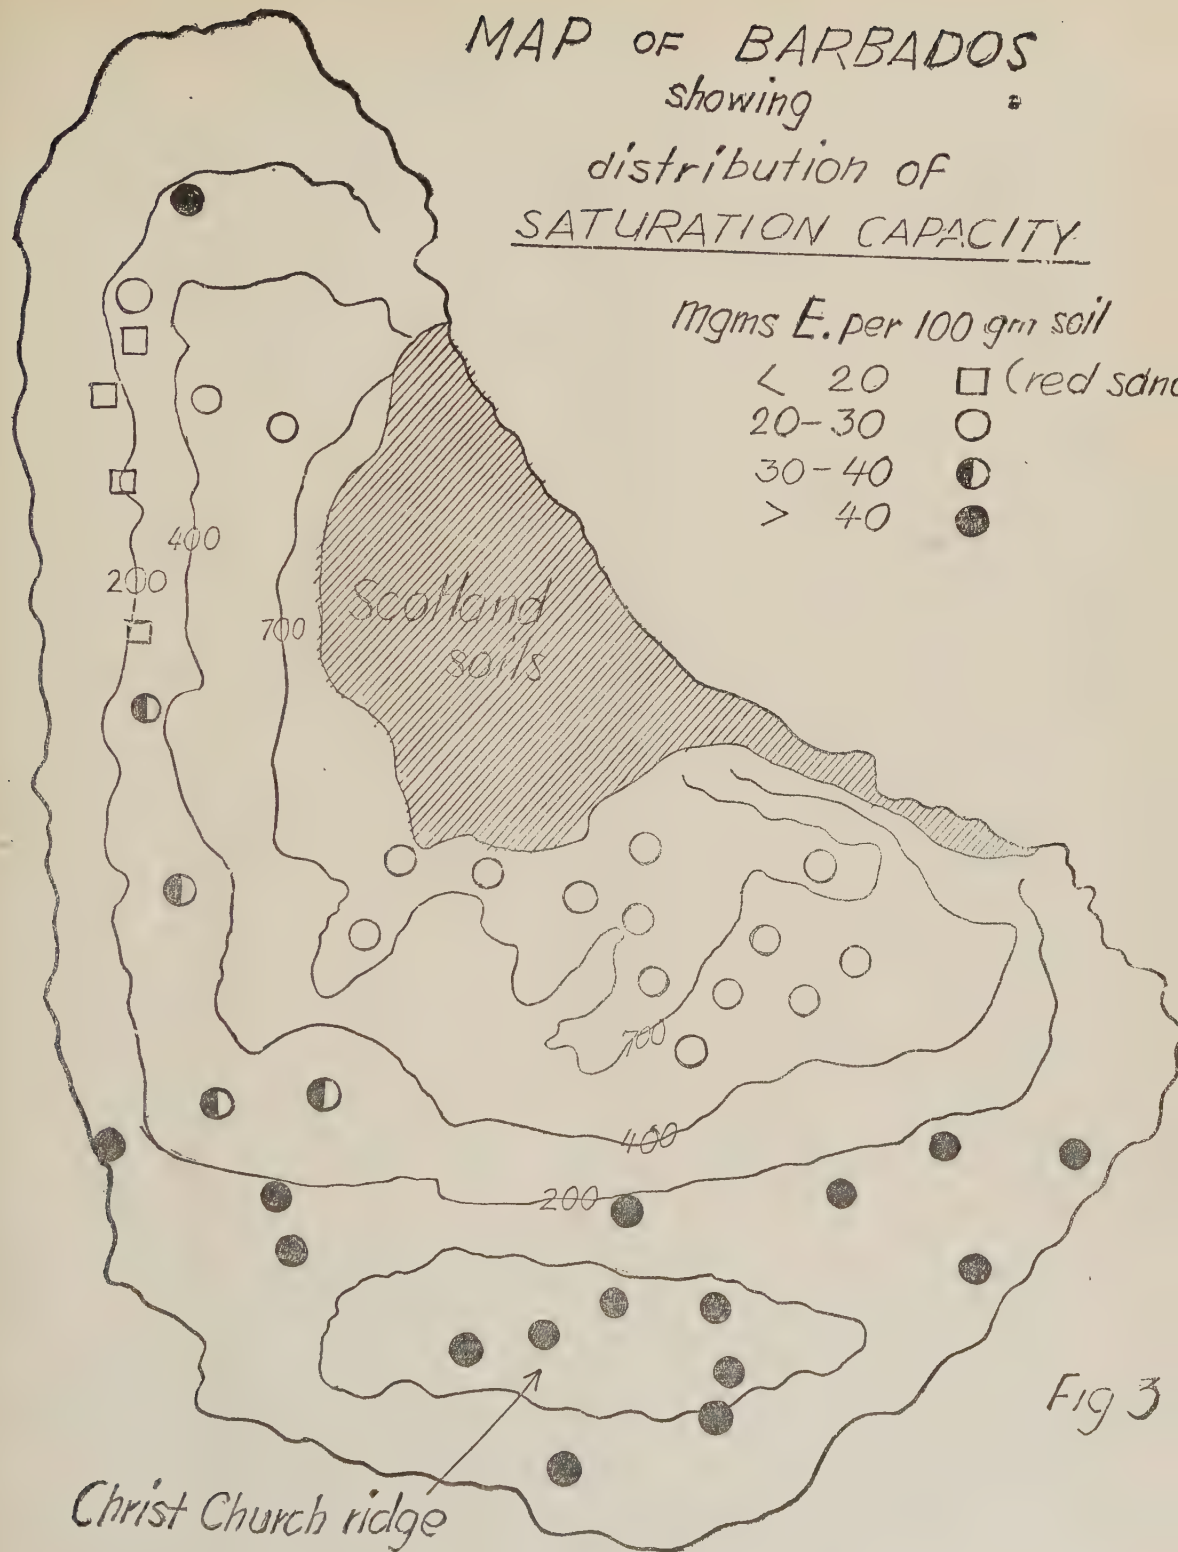 MAP OF BARBADOS
showing
distribution of
SATURATION CAPACITY
mgms E. per 100 gm soil
< 20 □ (red sand
20-30 ○
30-40 ◐
> 40 ●
400
200
700
Scotland
soils
700
400
200
Fig 3
Christ Church ridge